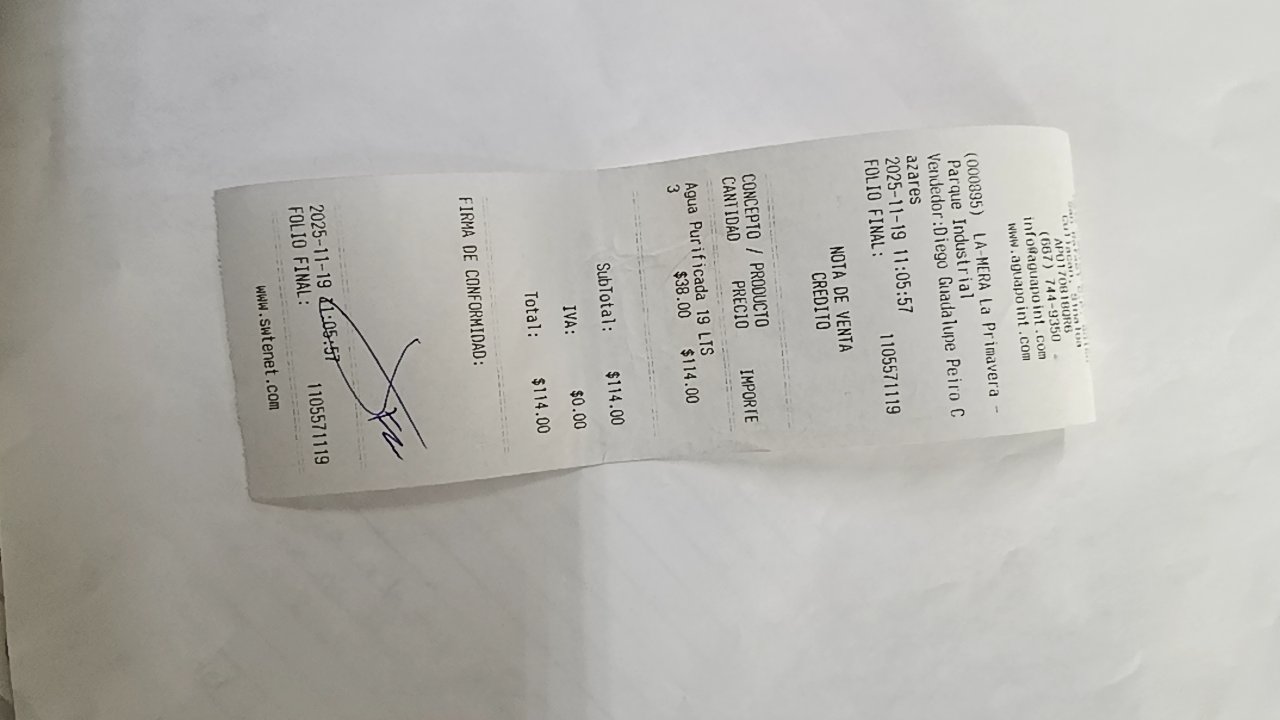 (667) 744-9350
info@aguapoint.com
www.aguapoint.com
(000895) LA-MERA La Primavera -
Parque Industrial
Vendedor:Diego Guadalupe Peiro C
azares
2025-11-19 11:05:57
FOLIO FINAL: 1105571119
NOTA DE VENTA
CREDITO
CONCEPTO / PRODUCTO
CANTIDAD PRECIO IMPORTE
Agua Purificada 19 LTS
3 $38.00 $114.00
SubTotal: $114.00
IVA: $0.00
Total: $114.00
FIRMA DE CONFORMIDAD:
2025-11-19 11:05:57
FOLIO FINAL: 1105571119
www.swtenet.com